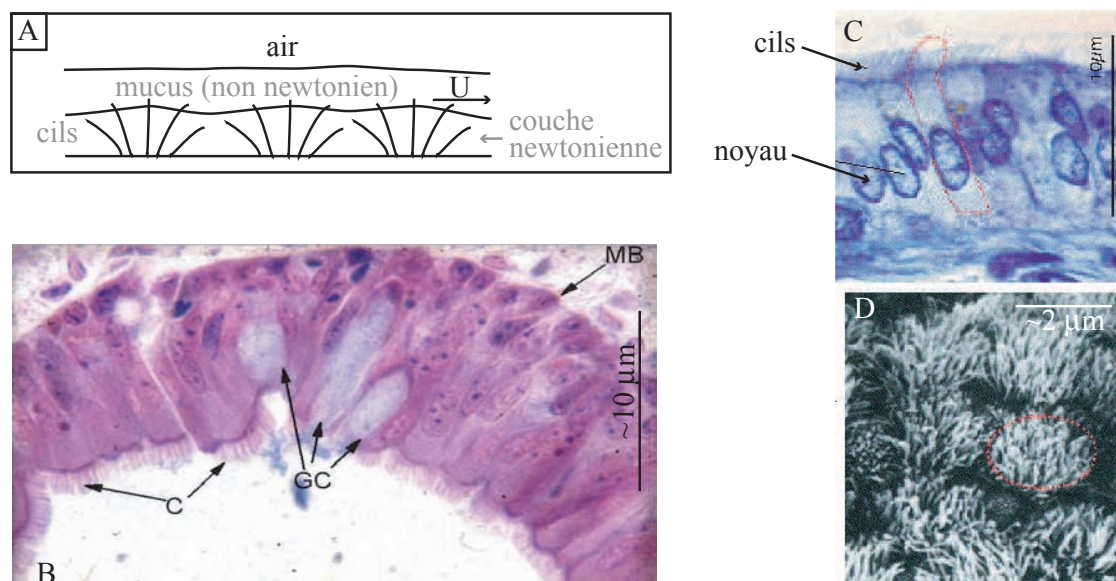 A
air
mucus (non newtonien)
U
cils
couche
newtonienne
C
cils
noyau
10µm
MB
~10 µm
GC
C
B
D
~2 µm